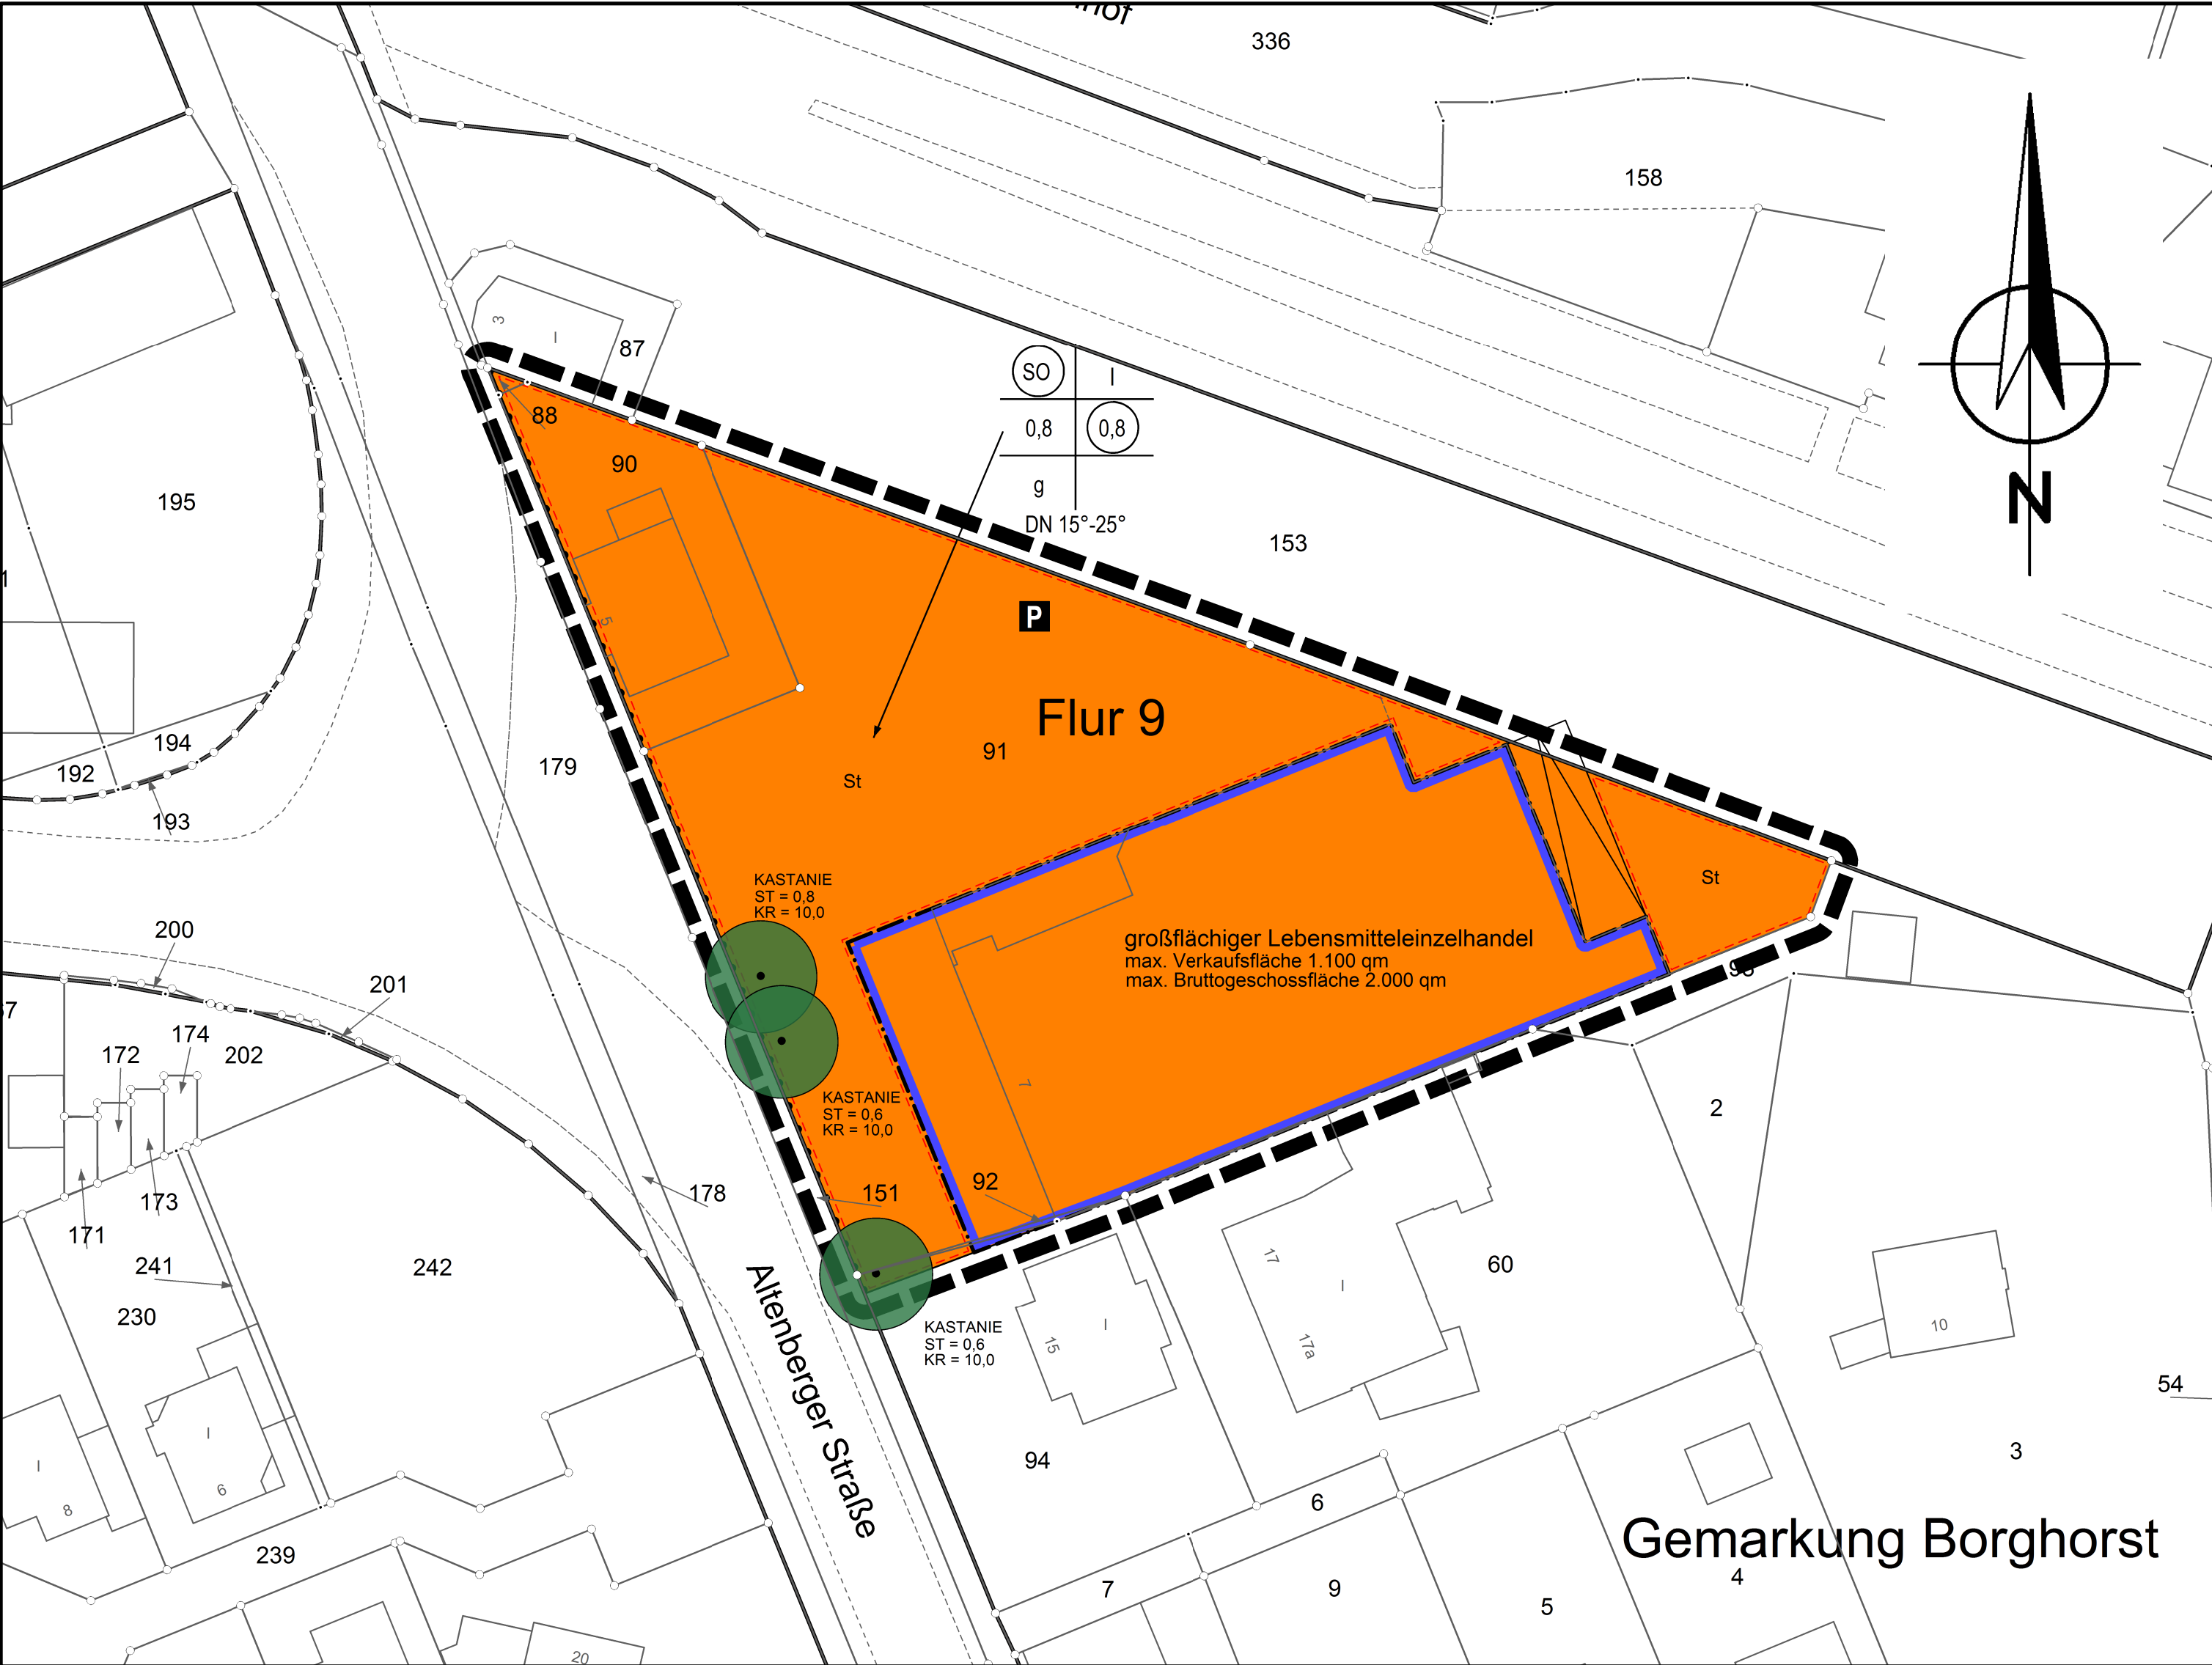 336
158
3
I
87
SO
I
88
0,8
0,8
90
g
DN 15°-25°
195
N
153
P
5
Flur 9
91
194
179
192
St
193
KASTANIE
ST = 0,8
KR = 10,0
St
200
großflächiger Lebensmitteleinzelhandel
max. Verkaufsfläche 1.100 qm
max. Bruttogeschossfläche 2.000 qm
201
174
172
202
7
KASTANIE
ST = 0,6
KR = 10,0
2
92
151
178
173
171
241
242
17
60
I
230
Altenberger Straße
KASTANIE
ST = 0,6
KR = 10,0
15
I
17a
10
54
I
I
94
3
6
8
6
Gemarkung Borghorst
239
7
9
4
5
20